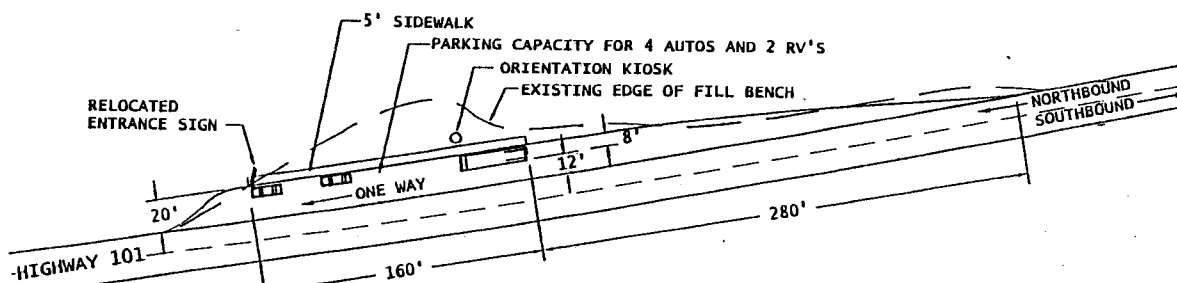 5' SIDEWALK
PARKING CAPACITY FOR 4 AUTOS AND 2 RV'S
ORIENTATION KIOSK
EXISTING EDGE OF FILL BENCH
RELOCATED
ENTRANCE SIGN
NORTHBOUND
SOUTHBOUND
8'
12'
ONE WAY
20'
280'
HIGHWAY 101
160'